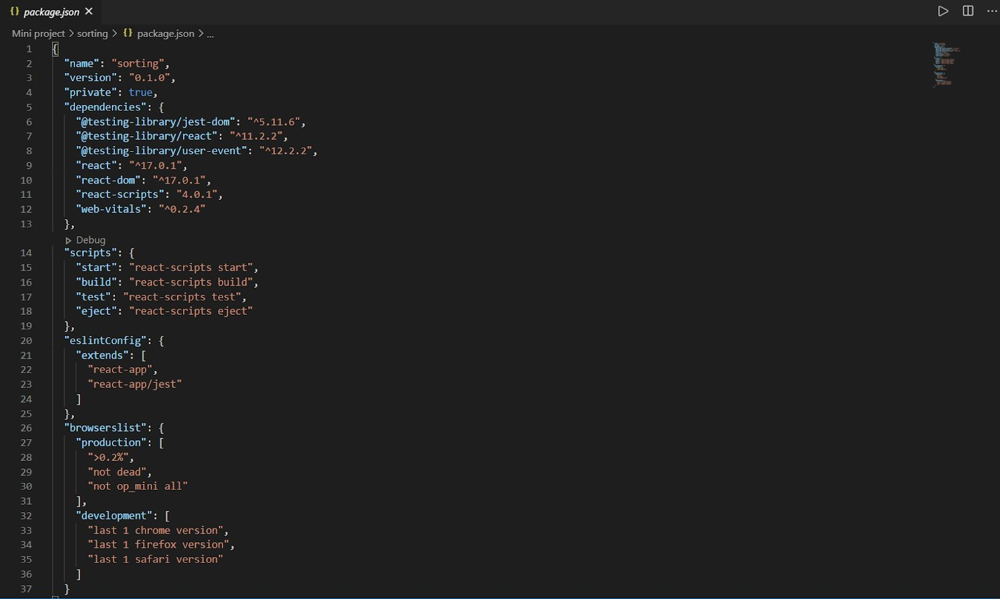 {} package.json ×
Mini project > sorting > {} package.json > ...
1 {
2 "name": "sorting",
3 "version": "0.1.0",
4 "private": true,
5 "dependencies": {
6 "@testing-library/jest-dom": "^5.11.6",
7 "@testing-library/react": "^11.2.2",
8 "@testing-library/user-event": "^12.2.2",
9 "react": "^17.0.1",
10 "react-dom": "^17.0.1",
11 "react-scripts": "4.0.1",
12 "web-vitals": "^0.2.4"
13 },
Debug
14 "scripts": {
15 "start": "react-scripts start",
16 "build": "react-scripts build",
17 "test": "react-scripts test",
18 "eject": "react-scripts eject"
19 },
20 "eslintConfig": {
21 "extends": [
22 "react-app",
23 "react-app/jest"
24 ]
25 },
26 "browserslist": {
27 "production": [
28 ">0.2%",
29 "not dead",
30 "not op_mini all"
31 ],
32 "development": [
33 "last 1 chrome version",
34 "last 1 firefox version",
35 "last 1 safari version"
36 ]
37 }